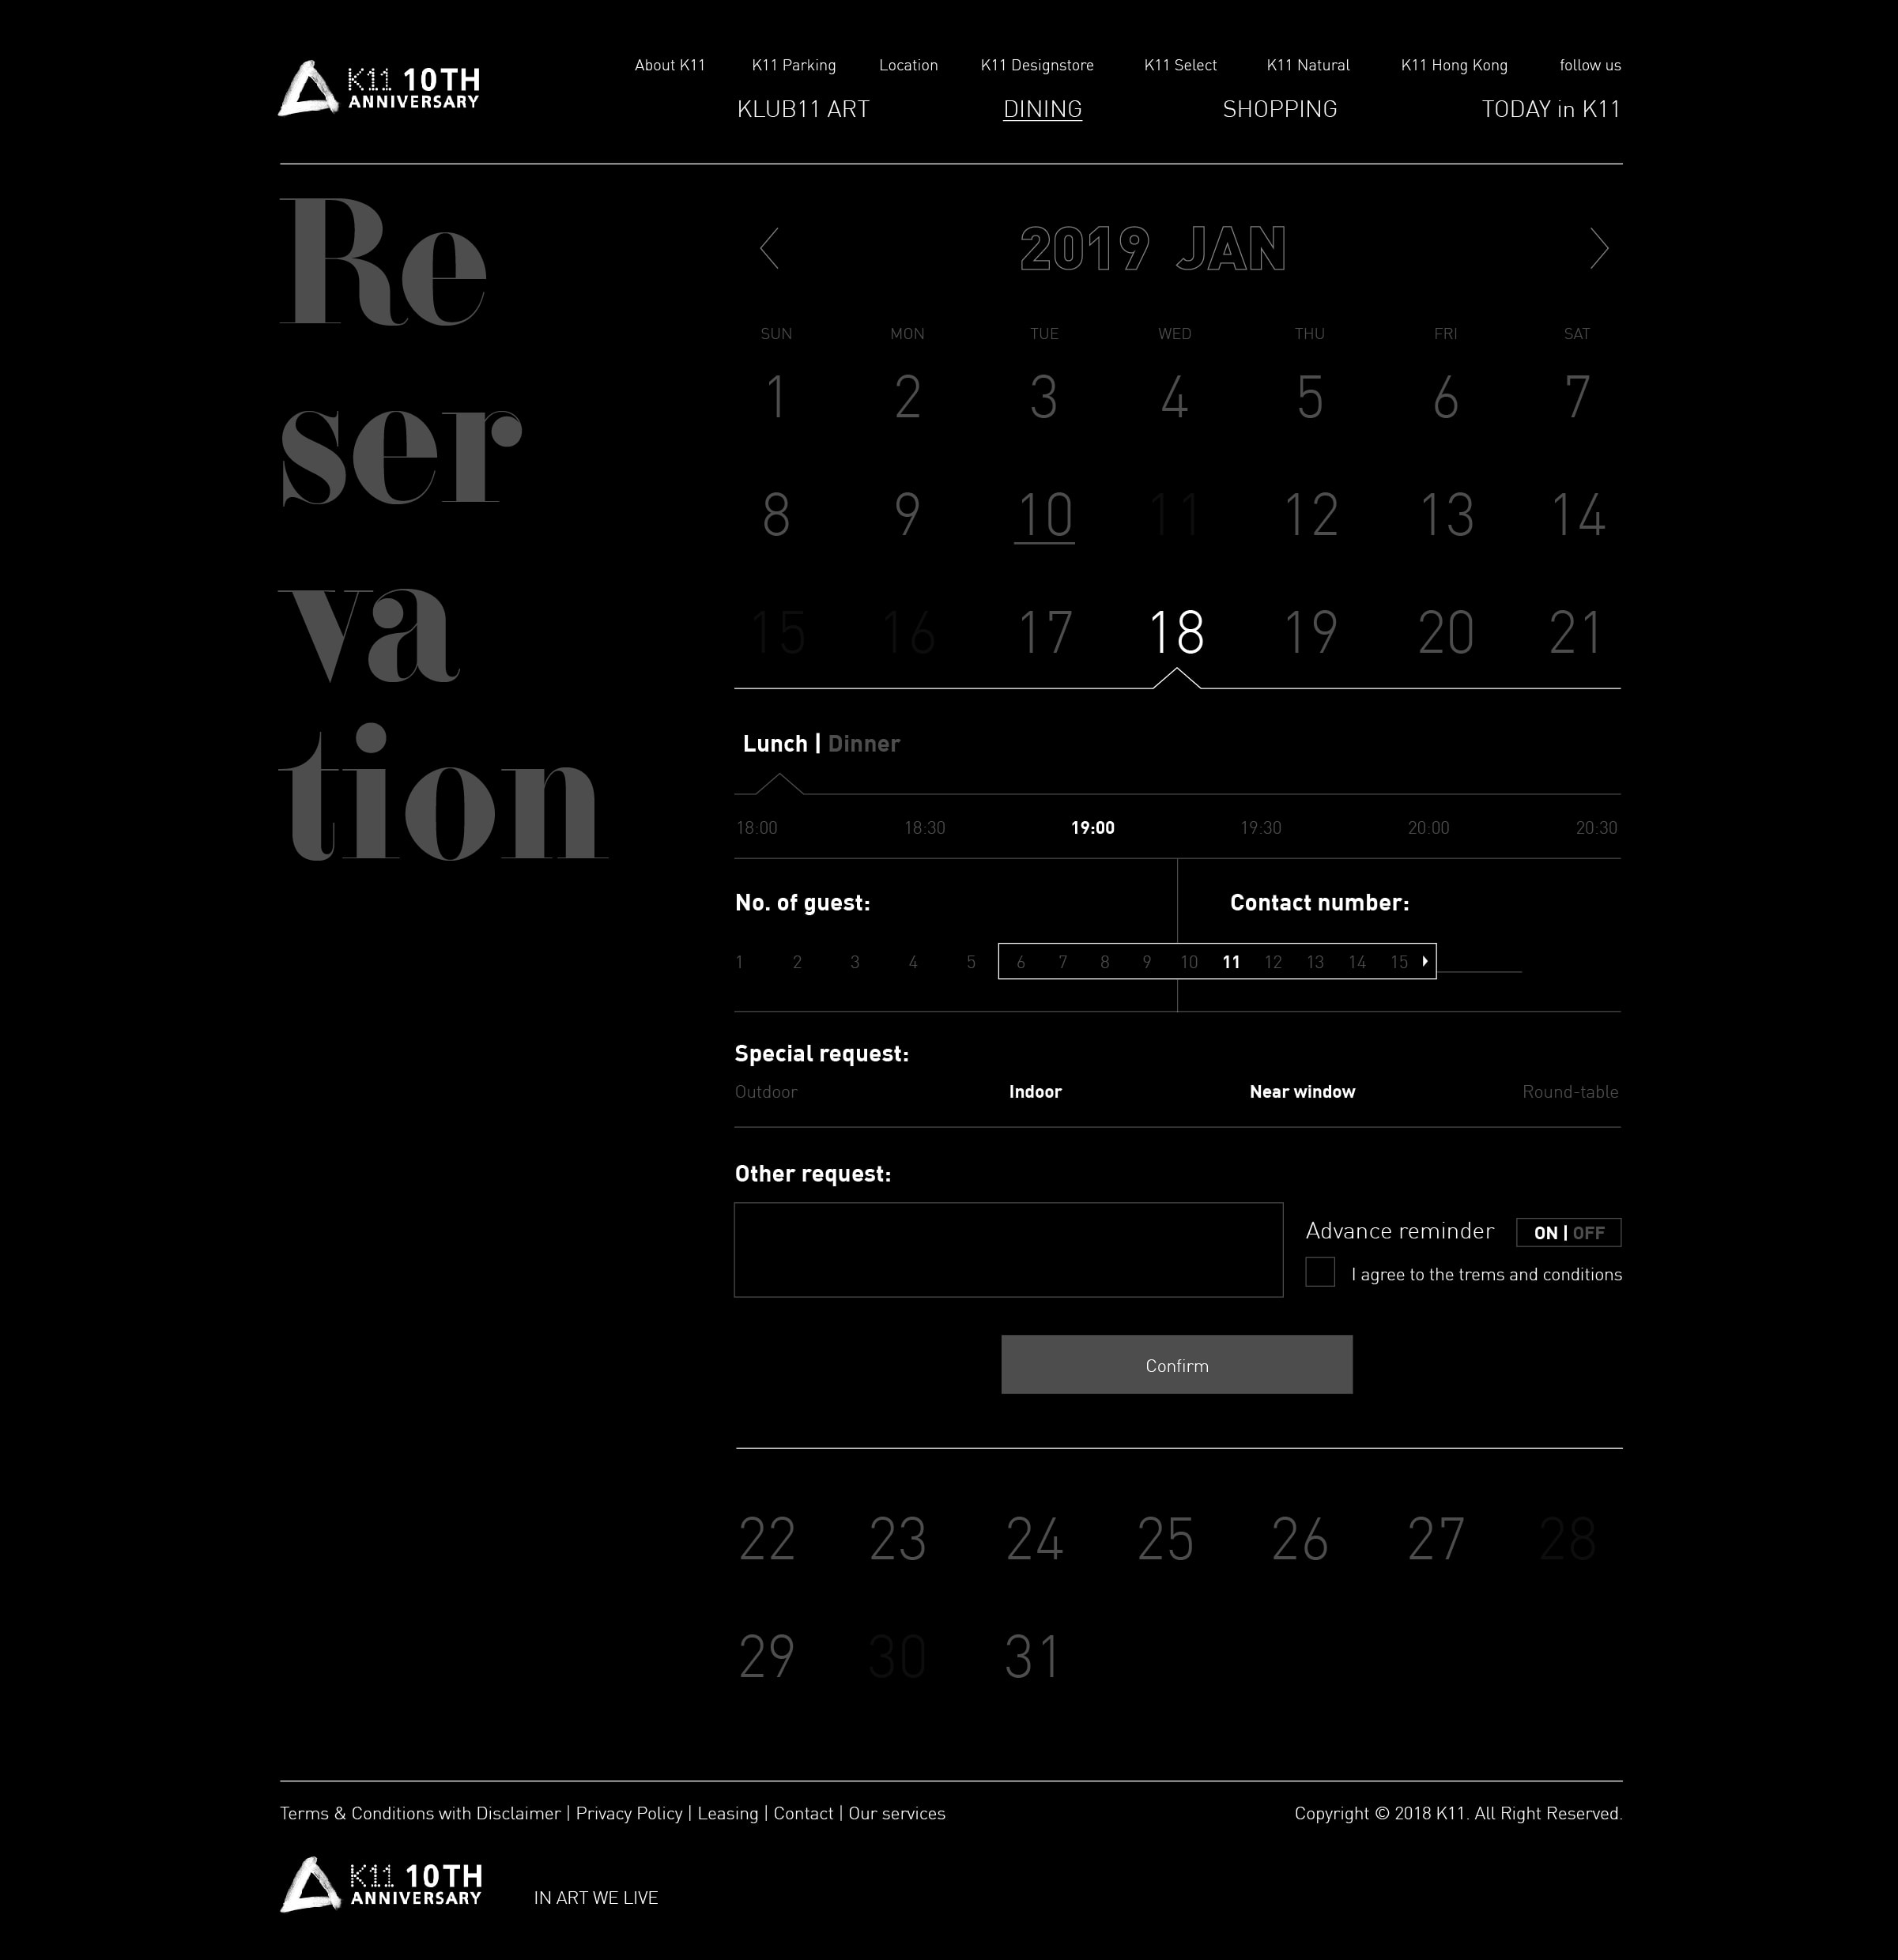 K11 10TH
ANNIVERSARY
About K11 K11 Parking Location K11 Designstore K11 Select K11 Natural K11 Hong Kong follow us
KLUB11 ART DINING SHOPPING TODAY in K11
Re
ser
va
tion
2019 JAN
SUN MON TUE WED THU FRI SAT
1 2 3 4 5 6 7
8 9 10 11 12 13 14
15 16 17 18 19 20 21
Lunch | Dinner
18:00 18:30 19:00 19:30 20:00 20:30
No. of guest: Contact number:
1 2 3 4 5 6 7 8 9 10 11 12 13 14 15
Special request:
Outdoor Indoor Near window Round-table
Other request:
Advance reminder ON | OFF
I agree to the trems and conditions
Confirm
22 23 24 25 26 27 28
29 30 31
Terms & Conditions with Disclaimer | Privacy Policy | Leasing | Contact | Our services Copyright © 2018 K11. All Right Reserved.
K11 10TH
ANNIVERSARY
IN ART WE LIVE